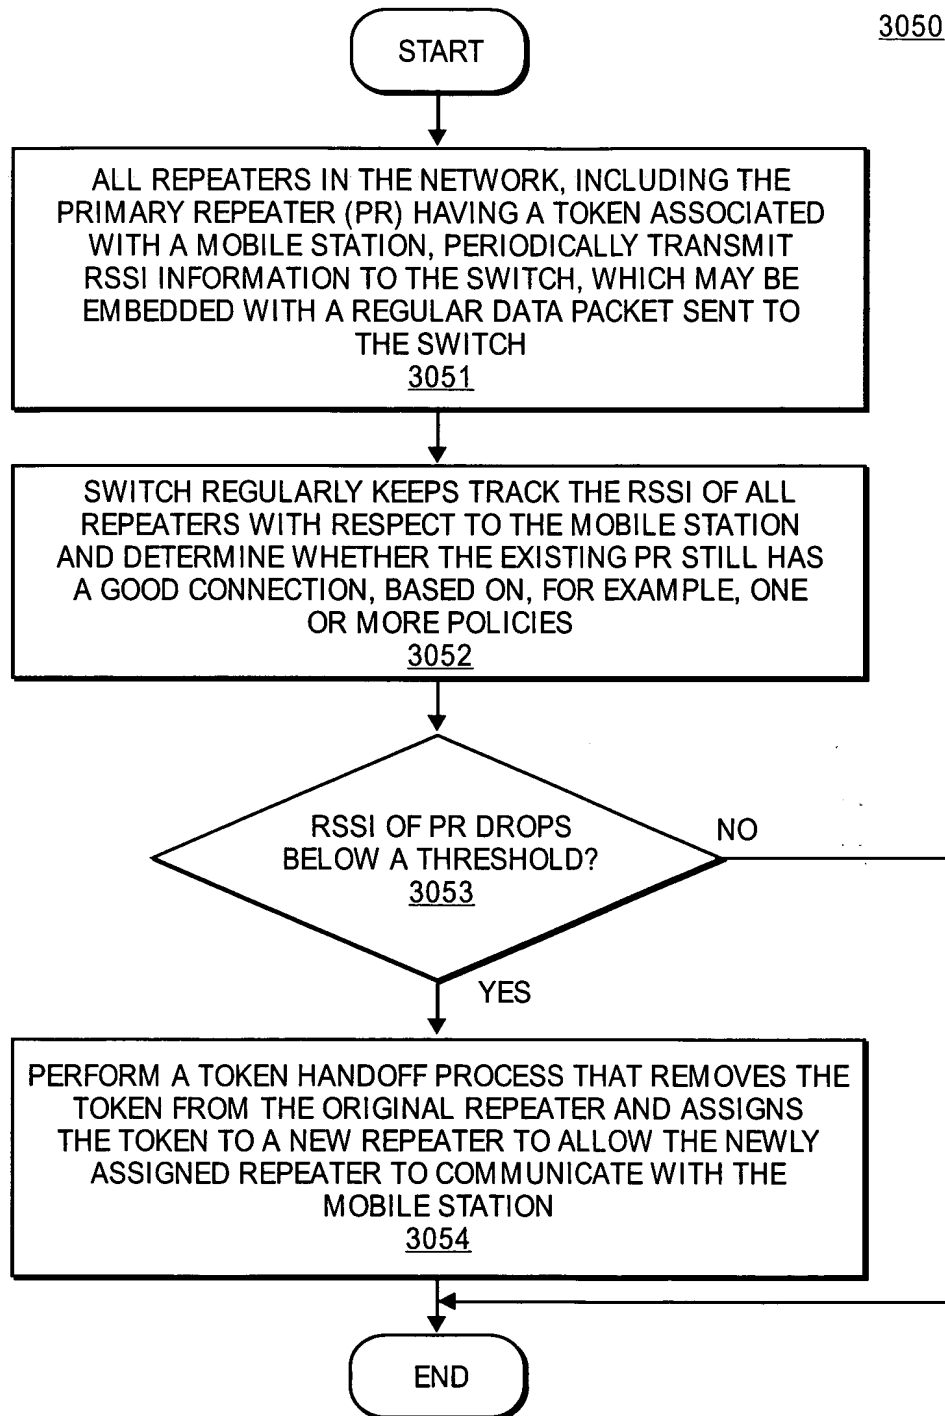 3050
START
ALL REPEATERS IN THE NETWORK, INCLUDING THE
PRIMARY REPEATER (PR) HAVING A TOKEN ASSOCIATED
WITH A MOBILE STATION, PERIODICALLY TRANSMIT
RSSI INFORMATION TO THE SWITCH, WHICH MAY BE
EMBEDDED WITH A REGULAR DATA PACKET SENT TO
THE SWITCH
3051
SWITCH REGULARLY KEEPS TRACK THE RSSI OF ALL
REPEATERS WITH RESPECT TO THE MOBILE STATION
AND DETERMINE WHETHER THE EXISTING PR STILL HAS
A GOOD CONNECTION, BASED ON, FOR EXAMPLE, ONE
OR MORE POLICIES
3052
RSSI OF PR DROPS
BELOW A THRESHOLD?
3053
NO
YES
PERFORM A TOKEN HANDOFF PROCESS THAT REMOVES THE
TOKEN FROM THE ORIGINAL REPEATER AND ASSIGNS
THE TOKEN TO A NEW REPEATER TO ALLOW THE NEWLY
ASSIGNED REPEATER TO COMMUNICATE WITH THE
MOBILE STATION
3054
END